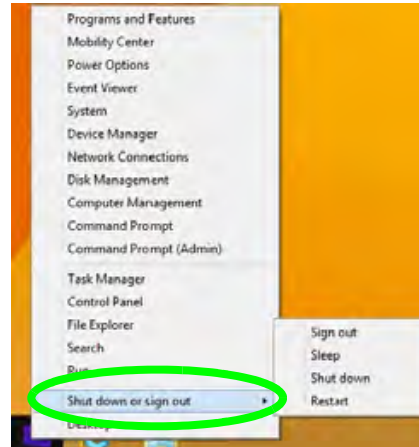 Programs and Features
Mobility Center
Power Options
Event Viewer
System
Device Manager
Network Connections
Disk Management
Computer Management
Command Prompt
Command Prompt (Admin)
Task Manager
Control Panel
File Explorer
Search
Run
Shut down or sign out
Desktop
Sign out
Sleep
Shut down
Restart